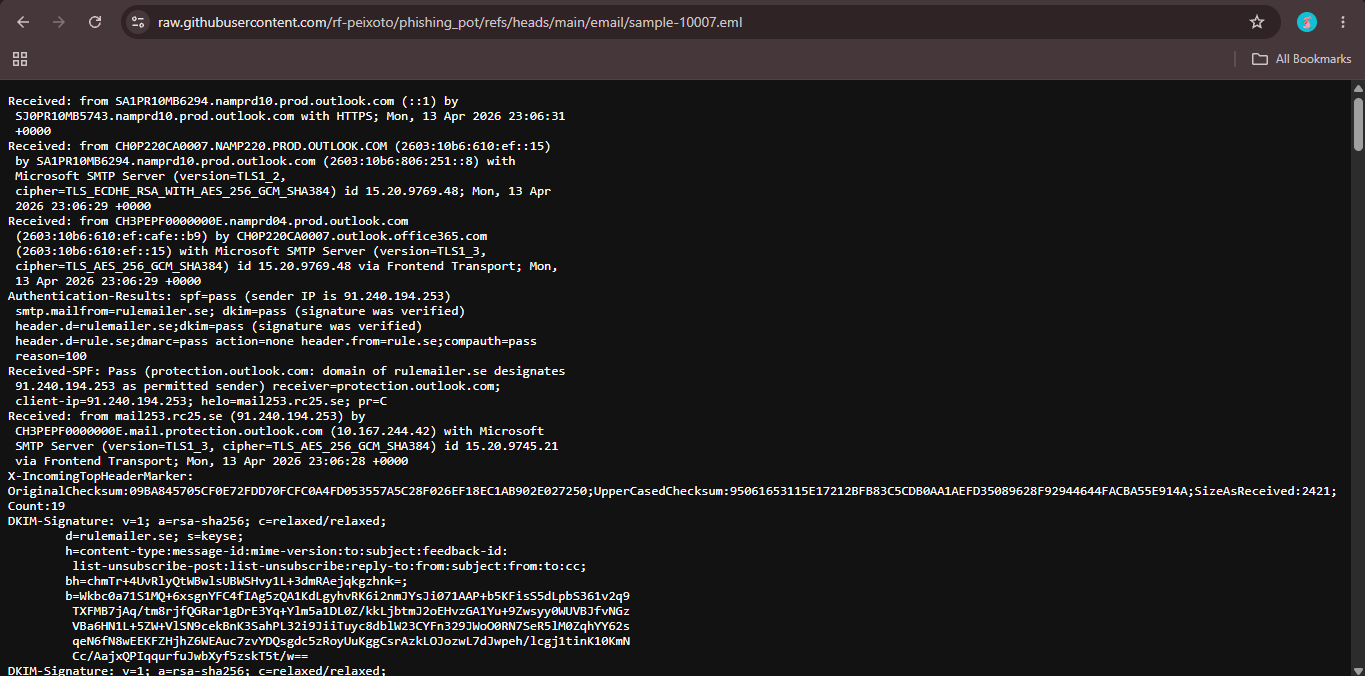 raw.githubusercontent.com/rf-peixoto/phishing_pot/refs/heads/main/email/sample-10007.eml
All Bookmarks
Received: from SA1PR10MB6294.namprd10.prod.outlook.com (::1) by
SJ0PR10MB5743.namprd10.prod.outlook.com with HTTPS; Mon, 13 Apr 2026 23:06:31
+0000
Received: from CH0P220CA0007.NAMP220.PROD.OUTLOOK.COM (2603:10b6:610:ef::15)
by SA1PR10MB6294.namprd10.prod.outlook.com (2603:10b6:806:251::8) with
Microsoft SMTP Server (version=TLS1_2,
cipher=TLS_ECDHE_RSA_WITH_AES_256_GCM_SHA384) id 15.20.9769.48; Mon, 13 Apr
2026 23:06:29 +0000
Received: from CH3PEPF0000000E.namprd04.prod.outlook.com
(2603:10b6:610:ef:cafe::b9) by CH0P220CA0007.outlook.office365.com
(2603:10b6:610:ef::15) with Microsoft SMTP Server (version=TLS1_3,
cipher=TLS_AES_256_GCM_SHA384) id 15.20.9769.48 via Frontend Transport; Mon,
13 Apr 2026 23:06:29 +0000
Authentication-Results: spf=pass (sender IP is 91.240.194.253)
smtp.mailfrom=rulemailer.se; dkim=pass (signature was verified)
header.d=rulemailer.se;dkim=pass (signature was verified)
header.d=rule.se;dmarc=pass action=none header.from=rule.se;compauth=pass
reason=100
Received-SPF: Pass (protection.outlook.com: domain of rulemailer.se designates
91.240.194.253 as permitted sender) receiver=protection.outlook.com;
client-ip=91.240.194.253; helo=mail253.rc25.se; pr=C
Received: from mail253.rc25.se (91.240.194.253) by
CH3PEPF0000000E.mail.protection.outlook.com (10.167.244.42) with Microsoft
SMTP Server (version=TLS1_3, cipher=TLS_AES_256_GCM_SHA384) id 15.20.9745.21
via Frontend Transport; Mon, 13 Apr 2026 23:06:28 +0000
X-IncomingTopHeaderMarker:
OriginalChecksum:09BA845705CF0E72FDD70FCFC0A4FD053557A5C28F026EF18EC1AB902E027250;UpperCasedChecksum:95061653115E17212BFB83C5CDB0AA1AEFD35089628F92944644FACBA55E914A;SizeAsReceived:2421;
Count:19
DKIM-Signature: v=1; a=rsa-sha256; c=relaxed/relaxed;
d=rulemailer.se; s=keyse;
h=content-type:message-id:mime-version:to:subject:feedback-id:
list-unsubscribe-post:list-unsubscribe:reply-to:from:subject:from:to:cc;
bh=chmTr+4UvRlyQtWBwlsUBWSHvy1L+3dmRAejqkgzhnk=;
b=Wkbc0a71S1MQ+6xsgnYFC4fIAg5zQA1KdLgyhvRK6i2nmJYsJi071AAP+b5KFisS5dLpbS361v2q9
TXFMB7jAq/tm8rjfQGRar1gDrE3Yq+Ylm5a1DL0Z/kkLjbtmJ2oEHvzGA1Yu+9Zwsyy0WUVBJfvNGz
VBa6HN1L+5ZW+VlSN9cekBnK3SahPL32i9JiiTuyc8dblW23CYFn329JWoO0RN7SeR5lM0ZqhYY62s
qeN6fN8wEEKFZHjhZ6WEAuc7zvYDQsgdc5zRoyUuKggCsrAzkLOJozwL7dJwpeh/lcgj1tinK10KmN
Cc/AajxQPIqqurfuJwbXyf5zskT5t/w==
DKIM-Signature: v=1; a=rsa-sha256; c=relaxed/relaxed;